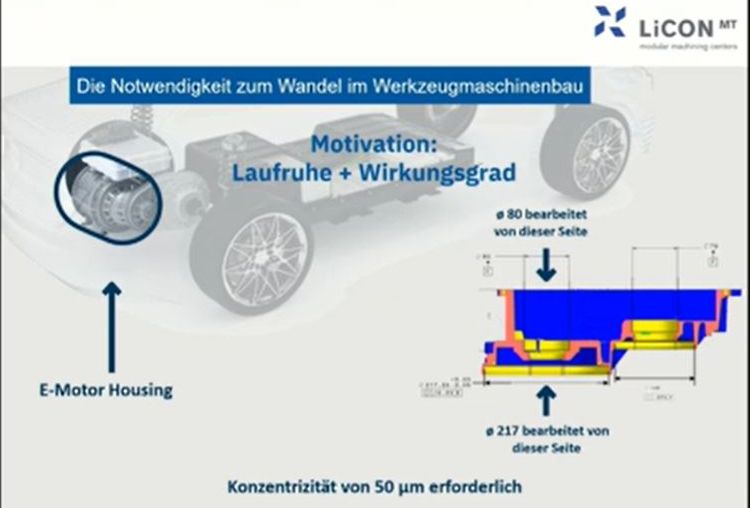 LiCON MT
modular machining centers
Die Notwendigkeit zum Wandel im Werkzeugmaschinenbau
Motivation:
Laufruhe + Wirkungsgrad
ø 80 bearbeitet
von dieser Seite
E-Motor Housing
ø 217 bearbeitet von
dieser Seite
Konzentrizität von 50 µm erforderlich